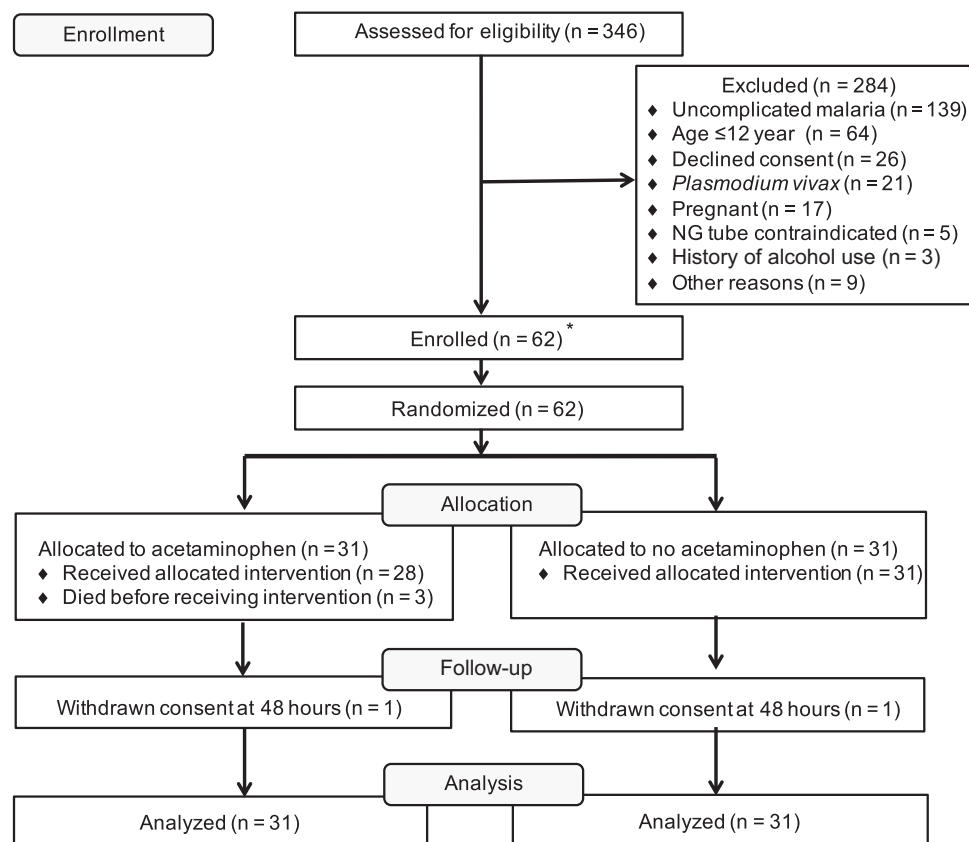 Enrollment
Assessed for eligibility (n = 346)
Excluded (n = 284)
♦ Uncomplicated malaria (n = 139)
♦ Age ≤12 year (n = 64)
♦ Declined consent (n = 26)
♦ Plasmodium vivax (n = 21)
♦ Pregnant (n = 17)
♦ NG tube contraindicated (n = 5)
♦ History of alcohol use (n = 3)
♦ Other reasons (n = 9)
Enrolled (n = 62)*
Randomized (n = 62)
Allocation
Allocated to acetaminophen (n = 31)
♦ Received allocated intervention (n = 28)
♦ Died before receiving intervention (n = 3)
Allocated to no acetaminophen (n = 31)
♦ Received allocated intervention (n = 31)
Follow-up
Withdrawn consent at 48 hours (n = 1)
Withdrawn consent at 48 hours (n = 1)
Analysis
Analyzed (n = 31)
Analyzed (n = 31)